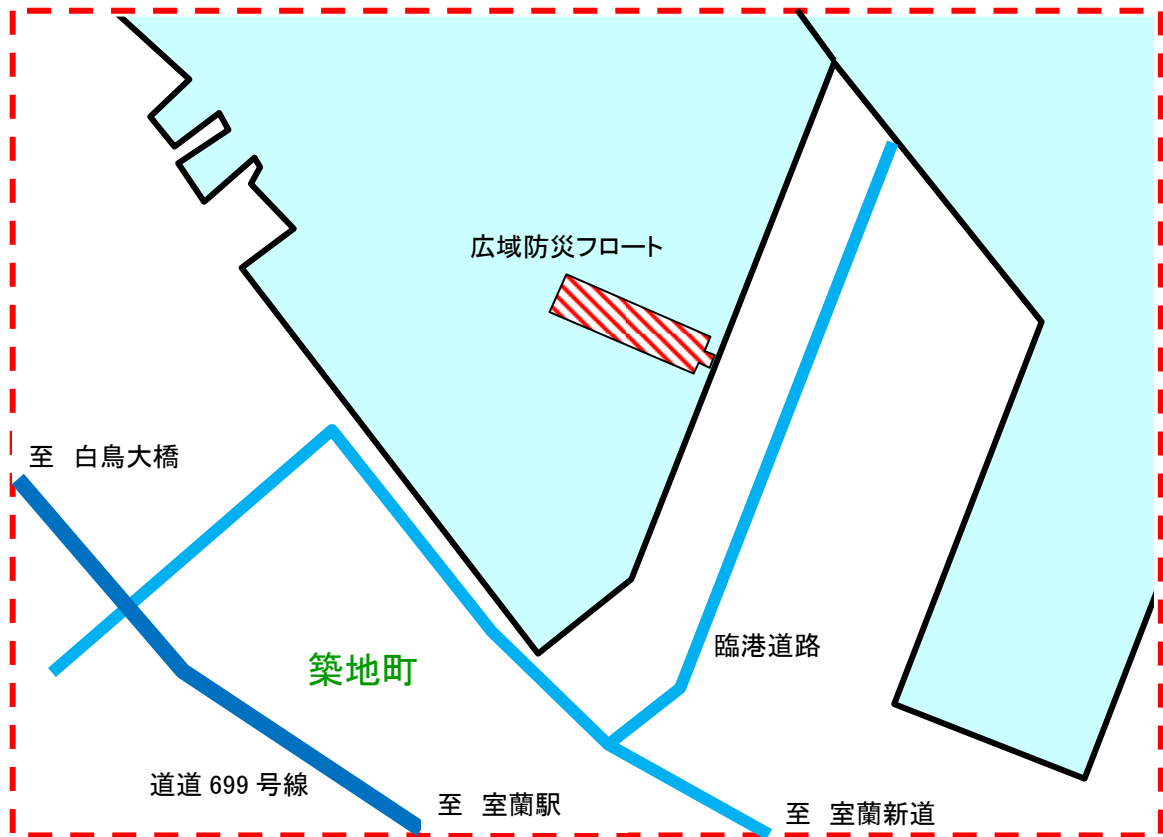 広域防災フロート
至　白鳥大橋
臨港道路
築地町
道道 699 号線
至　室蘭駅
至　室蘭新道